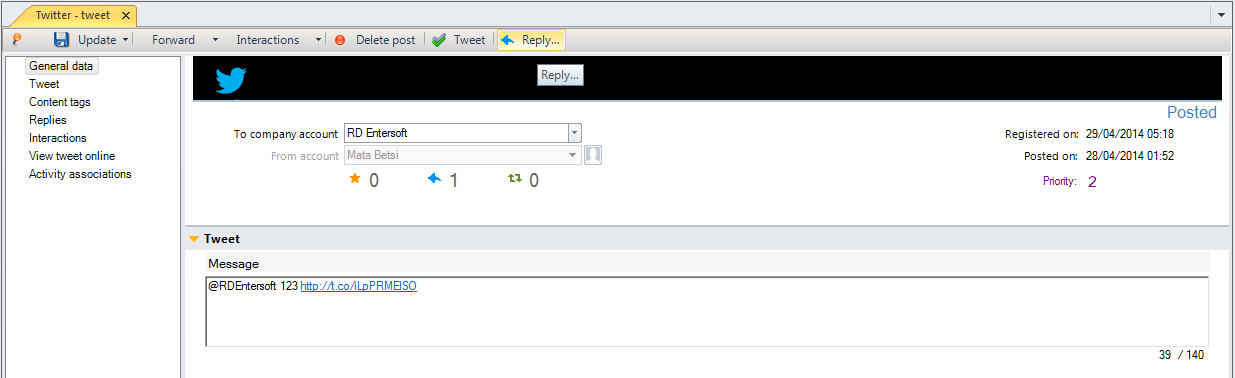 Twitter - tweet
Update Forward Interactions Delete post Tweet Reply...
General data
Tweet
Content tags
Replies
Interactions
View tweet online
Activity associations
Reply...
Posted
To company account RD Entersoft
From account Mata Betsi
0 1 0
Registered on: 29/04/2014 05:18
Posted on: 28/04/2014 01:52
Priority: 2
Tweet
Message
@RDEntersoft 123 http://t.co/iLpPRMEISO
39 / 140